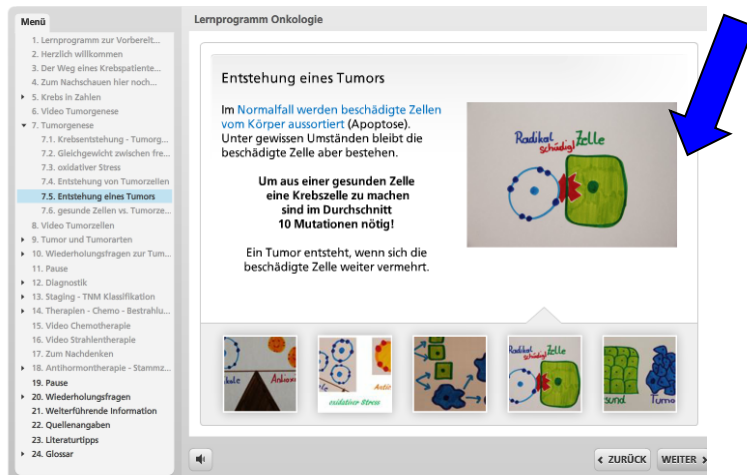 Menü
1. Lernprogramm zur Vorbereit...
2. Herzlich willkommen
3. Der Weg eines Krebspatiente...
4. Zum Nachschauen hier noch...
5. Krebs in Zahlen
6. Video Tumorgenese
7. Tumorgenese
7.1. Krebsentstehung - Tumorg...
7.2. Gleichgewicht zwischen fre...
7.3. oxidativer Stress
7.4. Entstehung von Tumorzellen
7.5. Entstehung eines Tumors
7.6. gesunde Zellen vs. Tumorze...
8. Video Tumorzellen
9. Tumor und Tumorarten
10. Wiederholungsfragen zur Tum...
11. Pause
12. Diagnostik
13. Staging - TNM Klassifikation
14. Therapien - Chemo - Bestrahlu...
15. Video Chemotherapie
16. Video Strahlentherapie
17. Zum Nachdenken
18. Antihormontherapie - Stammz...
19. Pause
20. Wiederholungsfragen
21. Weiterführende Information
22. Quellenangaben
23. Literaturtipps
24. Glossar
Lernprogramm Onkologie
Entstehung eines Tumors
Im Normalfall werden beschädigte Zellen
vom Körper aussortiert (Apoptose).
Unter gewissen Umständen bleibt die
beschädigte Zelle aber bestehen.
Um aus einer gesunden Zelle
eine Krebszelle zu machen
sind im Durchschnitt
10 Mutationen nötig!
Ein Tumor entsteht, wenn sich die
beschädigte Zelle weiter vermehrt.
Radikal schädigt Zelle
kale Antioxi
Anti
oxidativer Stress
Radikal schädigt Zelle
sund Tumo
ZURÜCK WEITER